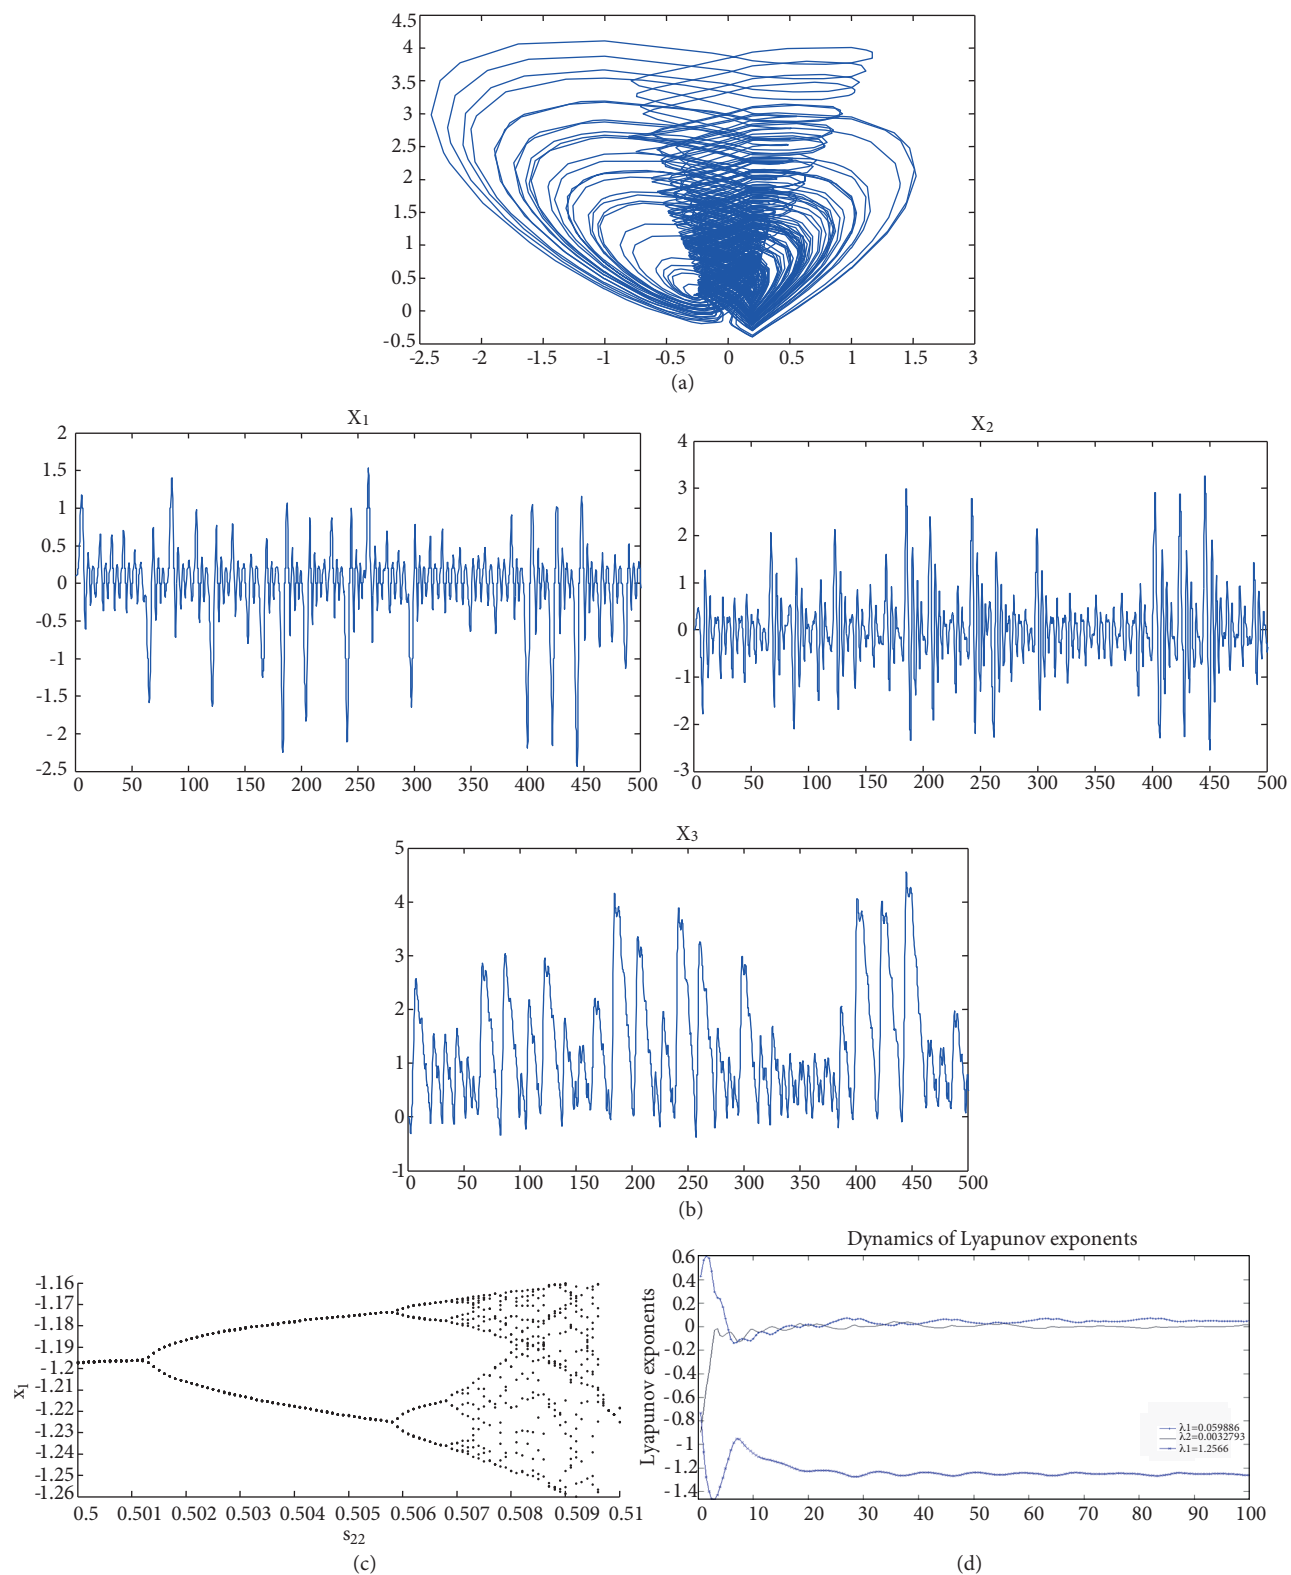 4.5
4
3.5
3
2.5
2
1.5
1
0.5
0
-0.5
-2.5 -2 -1.5 -1 -0.5 0 0.5 1 1.5 3
(a)
X1
2
1.5
1
0.5
0
-0.5
-1
-1.5
-2
-2.5
0 50 100 150 200 250 300 350 400 450 500
X2
4
3
2
1
0
-1
-2
-3
0 50 100 150 200 250 300 350 400 450 500
X3
5
4
3
2
1
0
-1
0 50 100 150 200 250 300 350 400 450 500
(b)
-1.16
-1.17
-1.18
-1.19
-1.2
-1.21
-1.22
-1.23
-1.24
-1.25
-1.26
x1
0.5 0.501 0.502 0.503 0.504 0.505 0.506 0.507 0.508 0.509 0.51
s22
(c)
Dynamics of Lyapunov exponents
Lyapunov exponents
0.6
0.4
0.2
0
-0.2
-0.4
-0.6
-0.8
-1
-1.2
-1.4
λ1=0.059886
λ2=0.0032793
λ1=1.2566
0 10 20 30 40 50 60 70 80 90 100
(d)